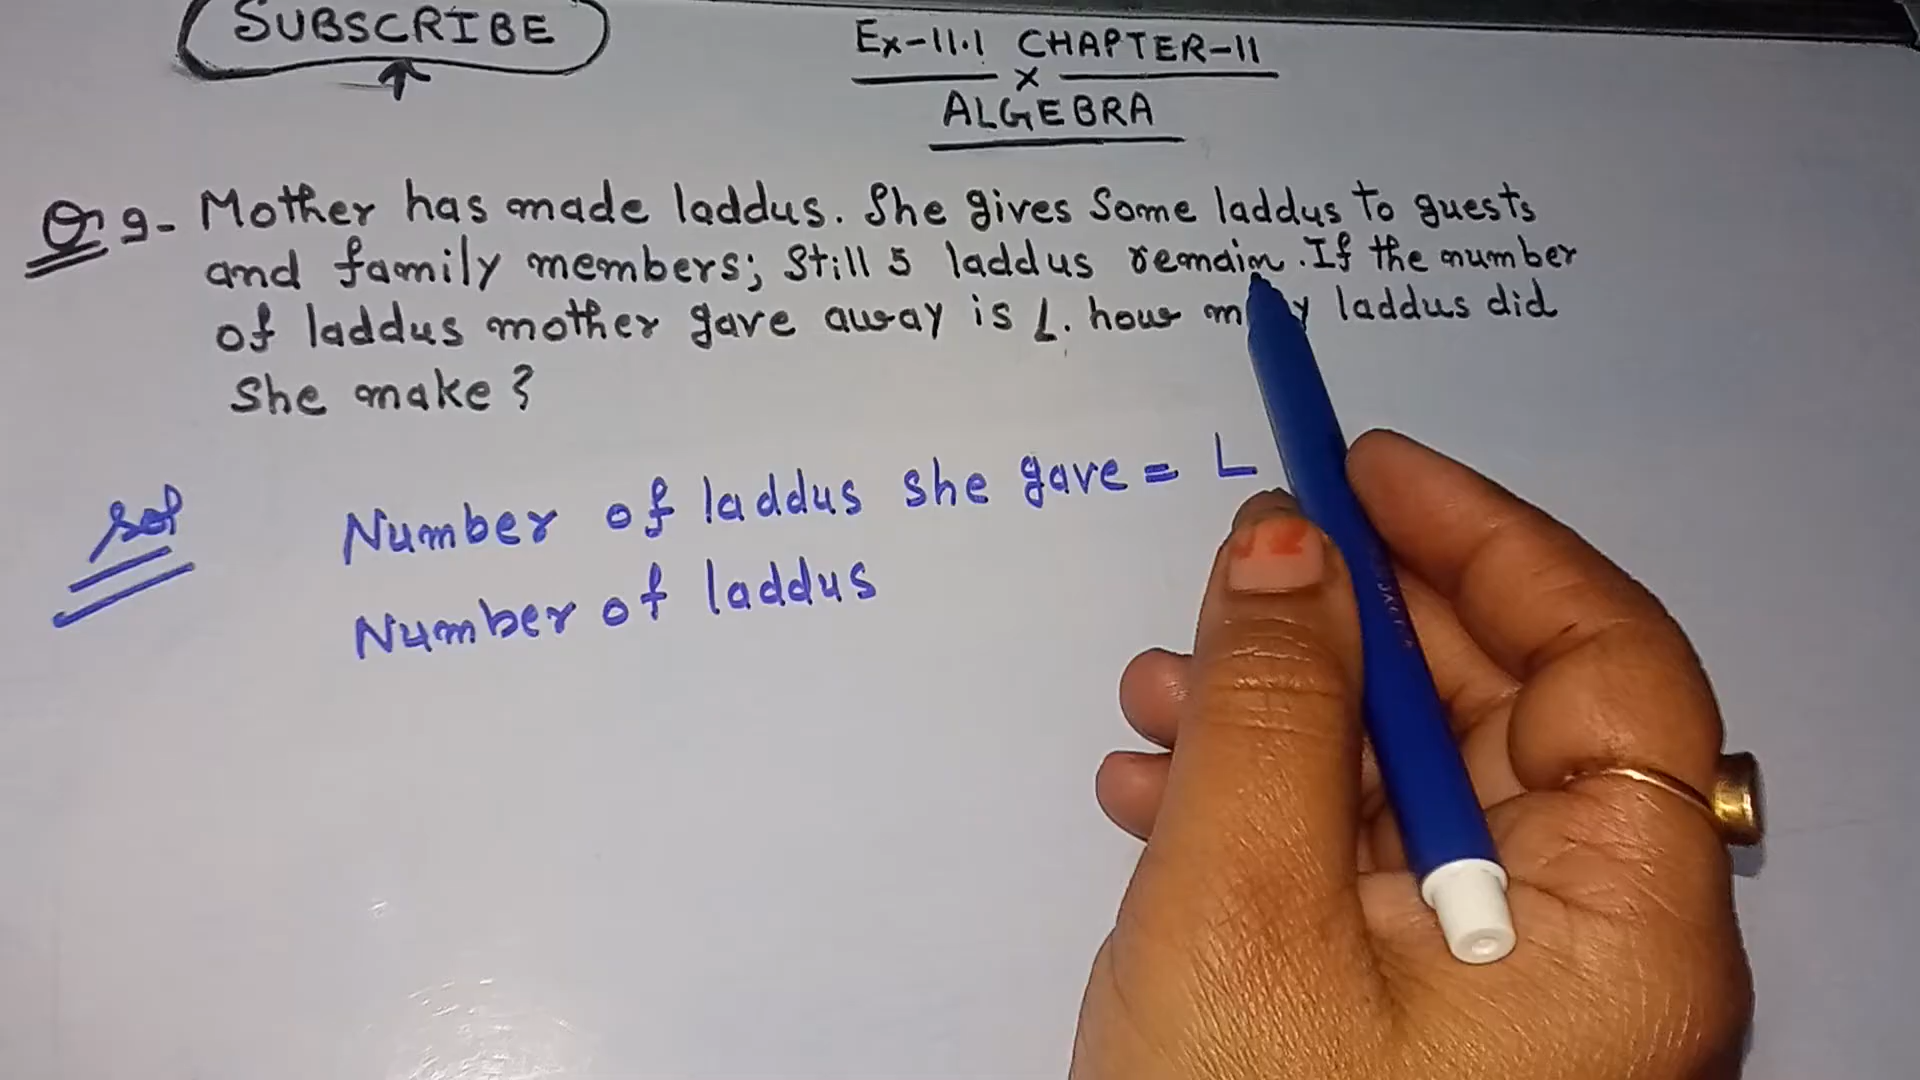 SUBSCRIBE
Ex-11.1 CHAPTER-11
x
ALGEBRA
Q 9- Mother has made laddus. She gives Some laddus to guests
and family members; Still 5 laddus remain. If the number
of laddus mother gave away is L. how laddus did
She make?
Sol
Number of laddus she gave = L
Number of laddus